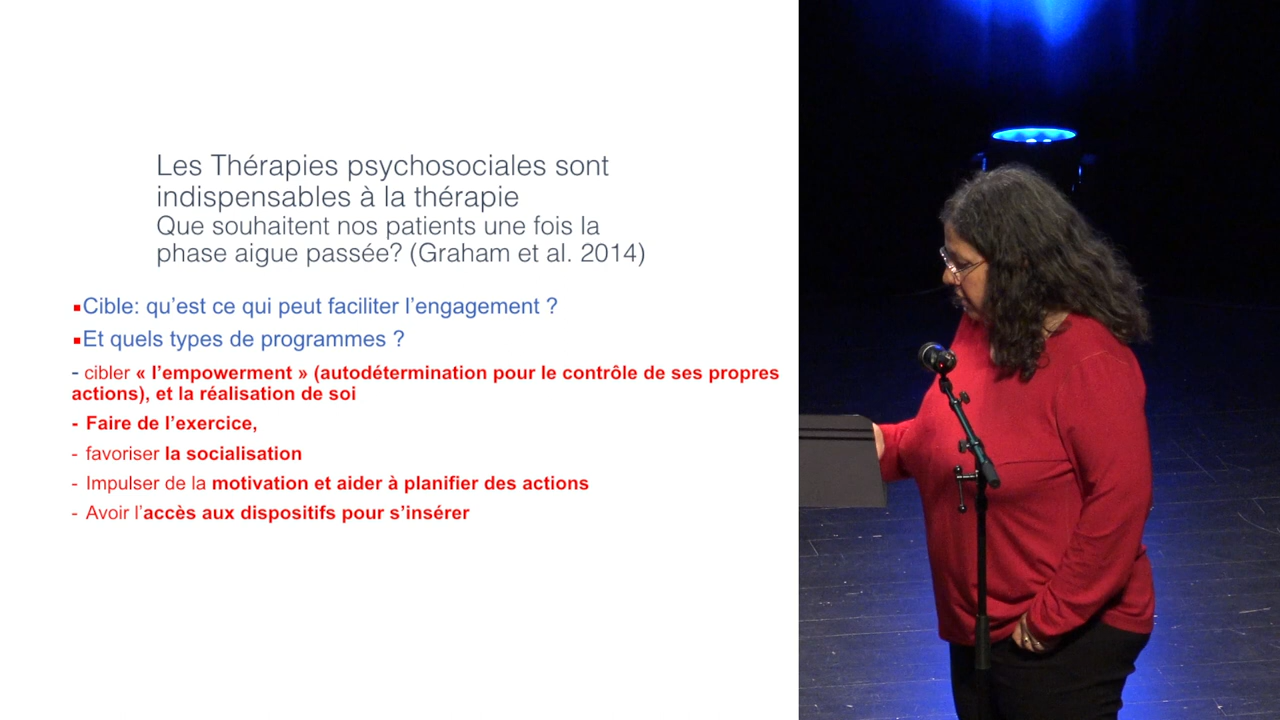 Les Thérapies psychosociales sont
indispensables à la thérapie
Que souhaitent nos patients une fois la
phase aigue passée? (Graham et al. 2014)
▪Cible: qu’est ce qui peut faciliter l’engagement ?
▪Et quels types de programmes ?
- cibler « l’empowerment » (autodétermination pour le contrôle de ses propres
actions), et la réalisation de soi
- Faire de l’exercice,
- favoriser la socialisation
- Impulser de la motivation et aider à planifier des actions
- Avoir l’accès aux dispositifs pour s’insérer